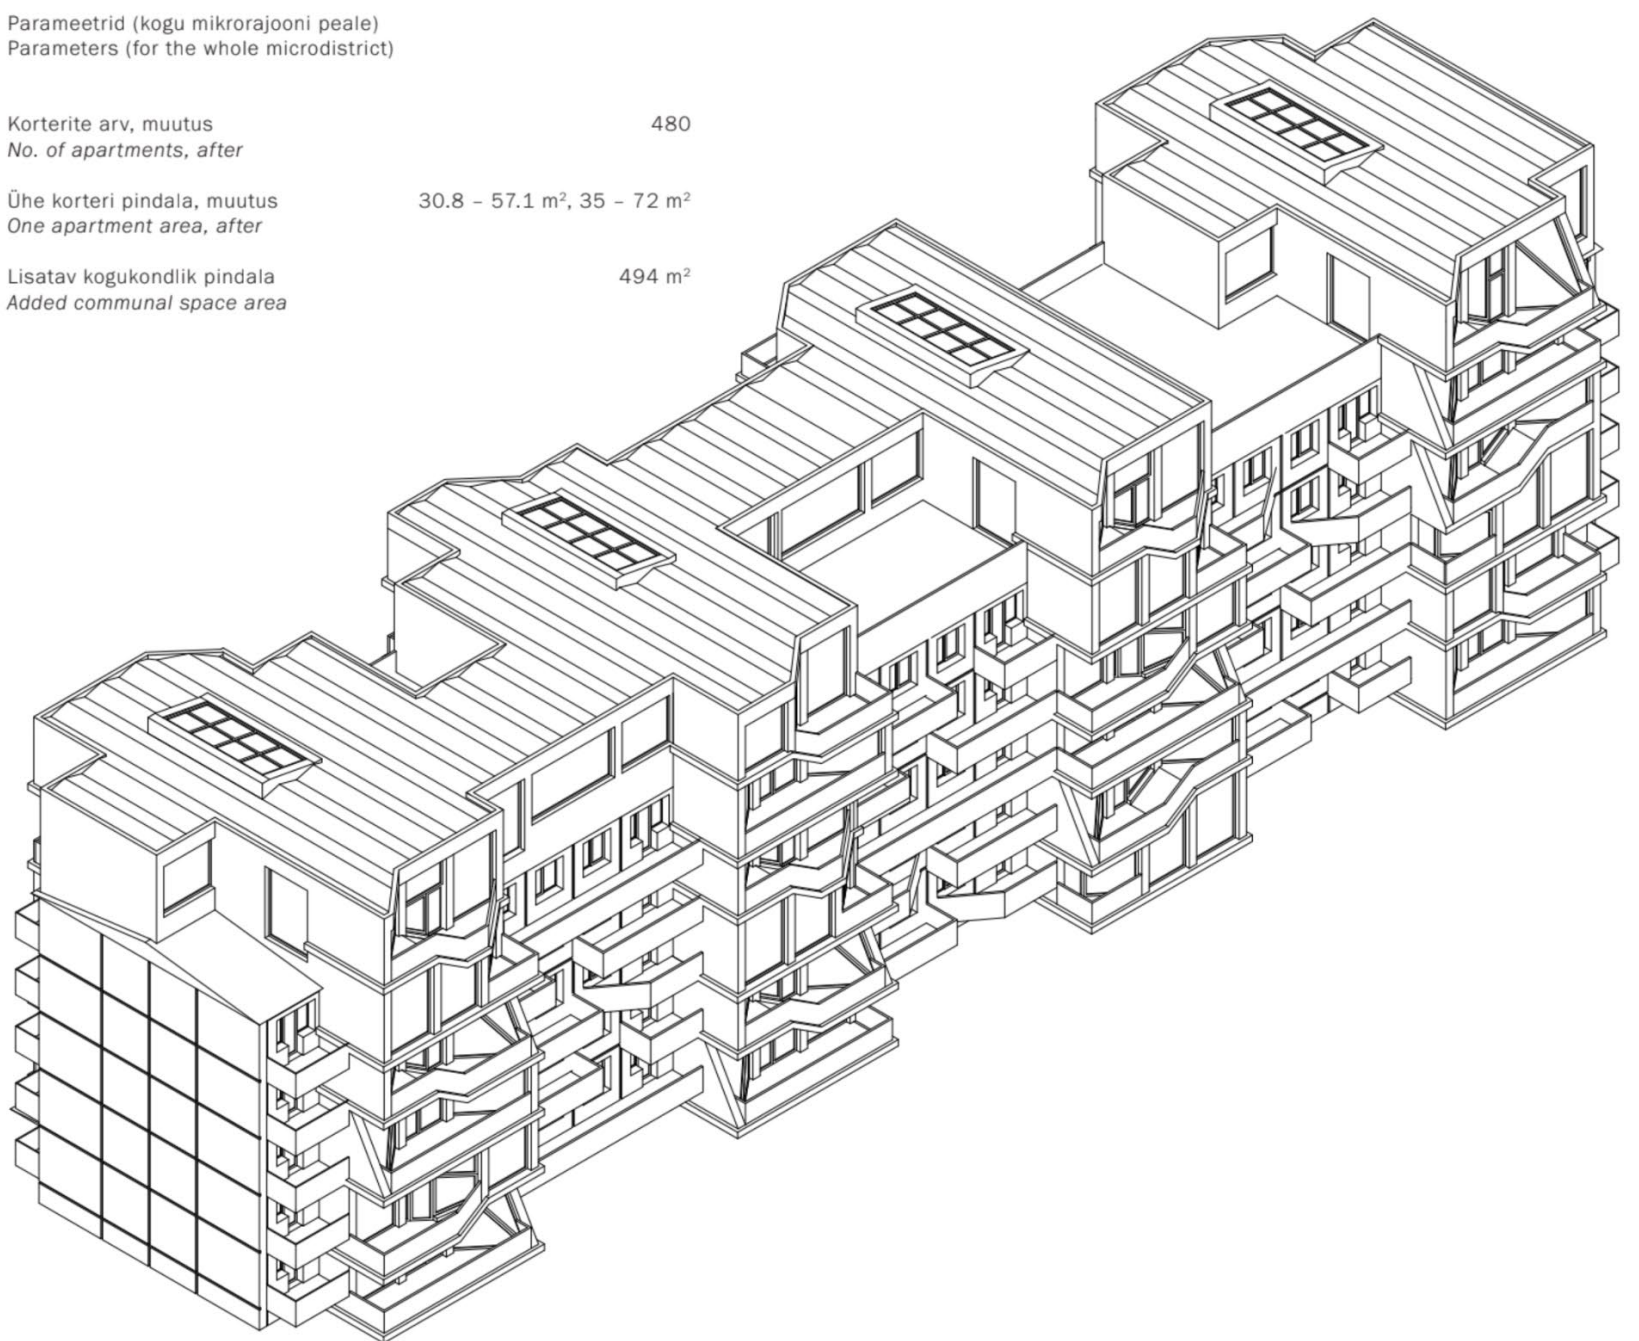 Parameetrid (kogu mikrorajooni peale)
Parameters (for the whole microdistrict)
Korterite arv, muutus 480
No. of apartments, after
Ühe korteri pindala, muutus 30.8 – 57.1 m², 35 – 72 m²
One apartment area, after
Lisatav kogukondlik pindala 494 m²
Added communal space area